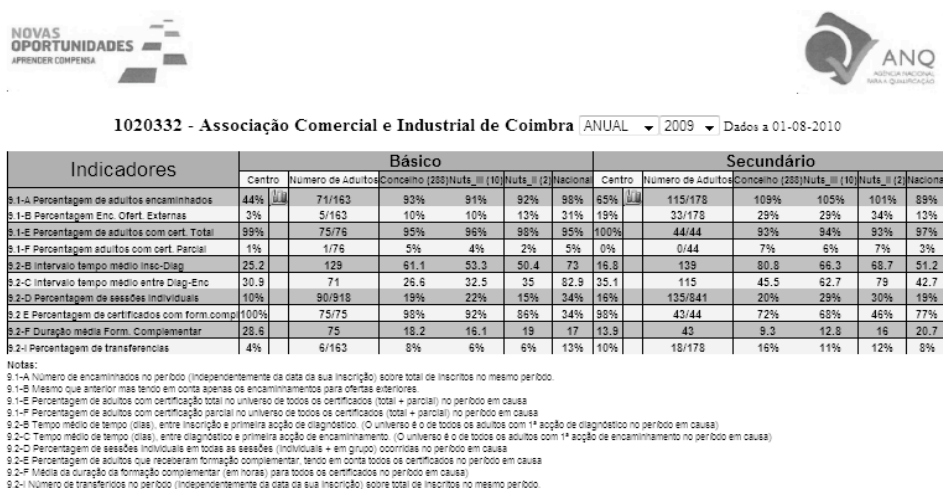 NOVAS
OPORTUNIDADES
APRENDER COMPENSA
ANQ
AGÊNCIA NACIONAL
PARA A QUALIFICAÇÃO
1020332 - Associação Comercial e Industrial de Coimbra ANUAL 2009 Dados a 01-08-2010
Indicadores Básico Secundário
Centro Número de Adultos Concelho (288) Nuts_III (10) Nuts_II (2) Nacional Centro Número de Adultos Concelho (288) Nuts_III (10) Nuts_II (2) Naciona
9.1-A Percentagem de adultos encaminhados 44% 71/163 93% 91% 92% 98% 65% 115/178 109% 105% 101% 89%
9.1-B Percentagem Enc. Ofert. Externas 3% 5/163 10% 10% 13% 31% 19% 33/178 29% 29% 34% 13%
9.1-E Percentagem de adultos com cert. Total 99% 75/76 95% 96% 98% 95% 100% 44/44 93% 94% 93% 97%
9.1-F Percentagem adultos com cert. Parcial 1% 1/76 5% 4% 2% 5% 0% 0/44 7% 6% 7% 3%
9.2-B Intervalo tempo médio Insc-Diag 25.2 129 61.1 53.3 50.4 73 16.8 139 80.8 66.3 68.7 51.2
9.2-C Intervalo tempo médio entre Diag-Enc 30.9 71 26.6 32.5 35 82.9 35.1 115 45.5 62.7 79 42.7
9.2-D Percentagem de sessões Individuais 10% 90/918 19% 22% 15% 34% 16% 135/841 20% 29% 30% 19%
9.2 E Percentagem de certificados com form.compl 100% 75/75 98% 92% 86% 34% 98% 43/44 72% 68% 46% 77%
9.2-F Duração média Form. Complementar 28.6 75 18.2 16.1 19 17 13.9 43 9.3 12.8 16 20.7
9.2-I Percentagem de transferencias 4% 6/163 8% 6% 6% 13% 10% 18/178 16% 11% 12% 8%
Notas:
9.1-A Número de encaminhados no período (Independentemente da data da sua Inscrição) sobre total de Inscritos no mesmo período.
9.1-B Mesmo que anterior mas tendo em conta apenas os encaminhamentos para ofertas exteriores.
9.1-E Percentagem de adultos com certificação total no universo de todos os certificados (total + parcial) no período em causa
9.1-F Percentagem de adultos com certificação parcial no universo de todos os certificados (total + parcial) no período em causa
9.2-B Tempo médio de tempo (dias), entre Inscrição e primeira acção de diagnóstico. (O universo é o de todos os adultos com 1ª acção de diagnóstico no período em causa)
9.2-C Tempo médio de tempo (dias), entre diagnóstico e primeira acção de encaminhamento. (O universo é o de todos os adultos com 1ª acção de encaminhamento no período em causa)
9.2-D Percentagem de sessões Individuais em todas as sessões (Individuais + em grupo) ocorridas no período em causa
9.2-E Percentagem de adultos que receberam formação complementar, tendo em conta todos os certificados no período em causa
9.2-F Média da duração da formação complementar (em horas) para todos os certificados no período em causa)
9.2-I Número de transferidos no período (Independentemente da data da sua Inscrição) sobre total de Inscritos no mesmo período.